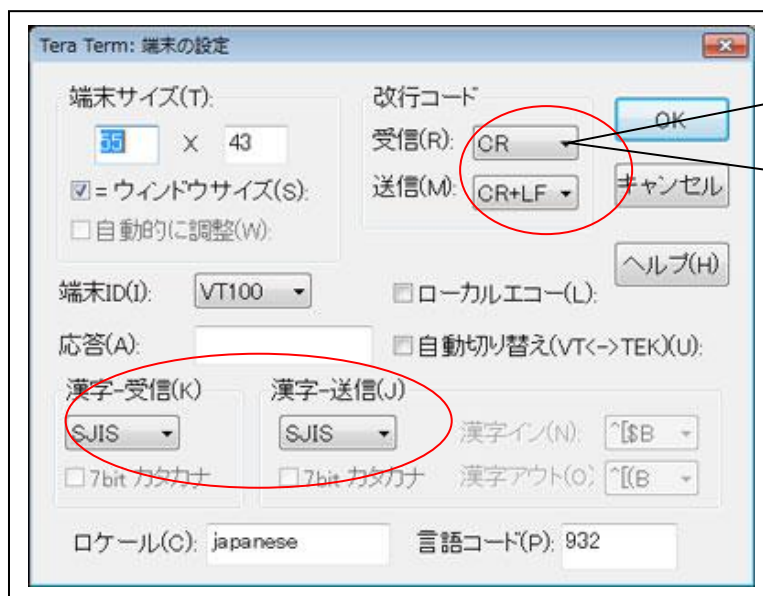 Tera Term: 端末の設定
端末サイズ(T):
55 X 43
=ウィンドウサイズ(S):
自動的に調整(W):
改行コード
受信(R): CR
送信(M): CR+LF
OK
キャンセル
ヘルプ(H)
端末ID(I): VT100
ローカルエコー(L):
応答(A):
自動切り替え(VT<->TEK)(U):
漢字-受信(K)
SJIS
7bit カタカナ
漢字-送信(J)
SJIS
7bit カタカナ
漢字イン(N): ^[$B
漢字アウト(O) ^[(B
ロケール(C): japanese
言語コード(P): 932